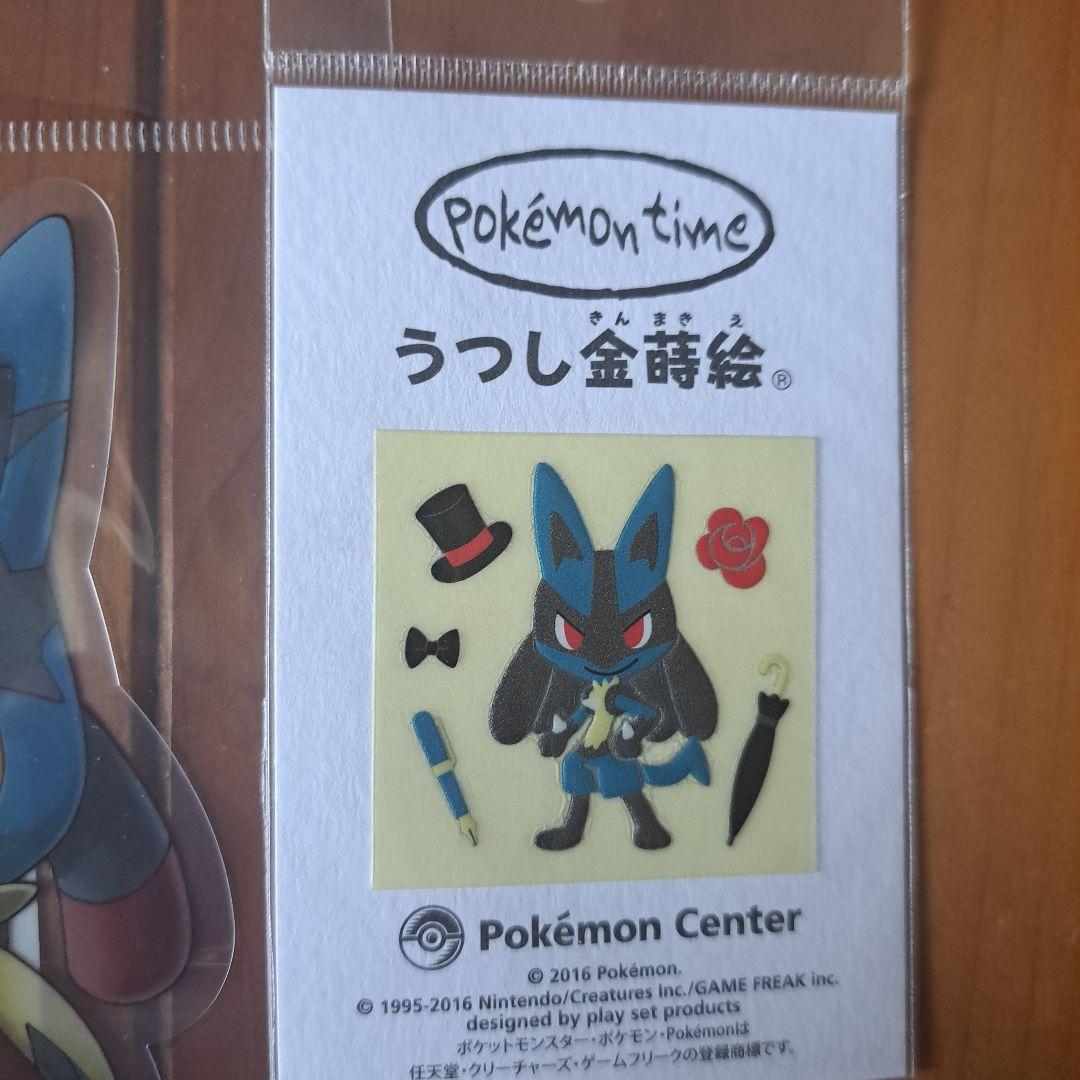 pokémon time
きん まき え
うつし金蒔絵®
Pokémon Center
© 2016 Pokémon.
© 1995-2016 Nintendo/Creatures Inc./GAME FREAK inc.
designed by play set products
ポケットモンスター・ポケモン・Pokémonは
任天堂・クリーチャーズ・ゲームフリークの登録商標です。